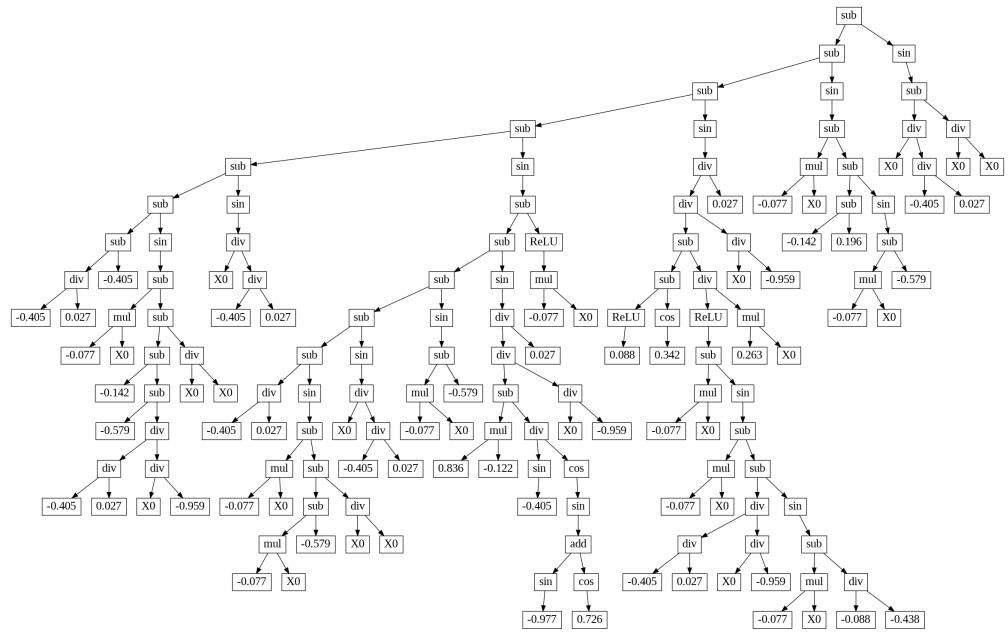 sub
sub sin
sub sin sub
sub sin sub div div
sub sin div mul sub X0 div X0 X0
sub sin sub div 0.027 -0.077 X0 sub sin -0.405 0.027
sub sin div sub ReLU sub div -0.142 0.196 sub
div -0.405 sub X0 div sub sin mul sub div X0 -0.959 mul -0.579
-0.405 0.027 mul sub -0.405 0.027 sub sin div -0.077 X0 ReLU cos ReLU mul -0.077 X0
-0.077 X0 sub div sub sin sub div 0.027 0.088 0.342 sub 0.263 X0
-0.142 sub X0 X0 div sin div mul -0.579 sub div mul sin
-0.579 div -0.405 0.027 sub X0 div -0.077 X0 mul div X0 -0.959 -0.077 X0 sub
div div mul sub -0.405 0.027 0.836 -0.122 sin cos mul sub
-0.405 0.027 X0 -0.959 -0.077 X0 sub div -0.405 sin -0.077 X0 div sin
mul -0.579 X0 X0 add div div sub
-0.077 X0 sin cos -0.405 0.027 X0 -0.959 mul div
-0.977 0.726 -0.077 X0 -0.088 -0.438